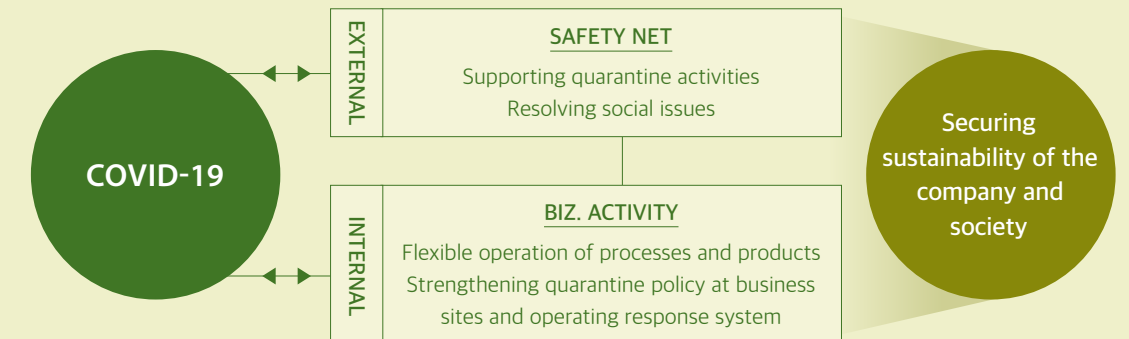 COVID-19
EXTERNAL
SAFETY NET
Supporting quarantine activities
Resolving social issues
INTERNAL
BIZ. ACTIVITY
Flexible operation of processes and products
Strengthening quarantine policy at business
sites and operating response system
Securing
sustainability of the
company and
society